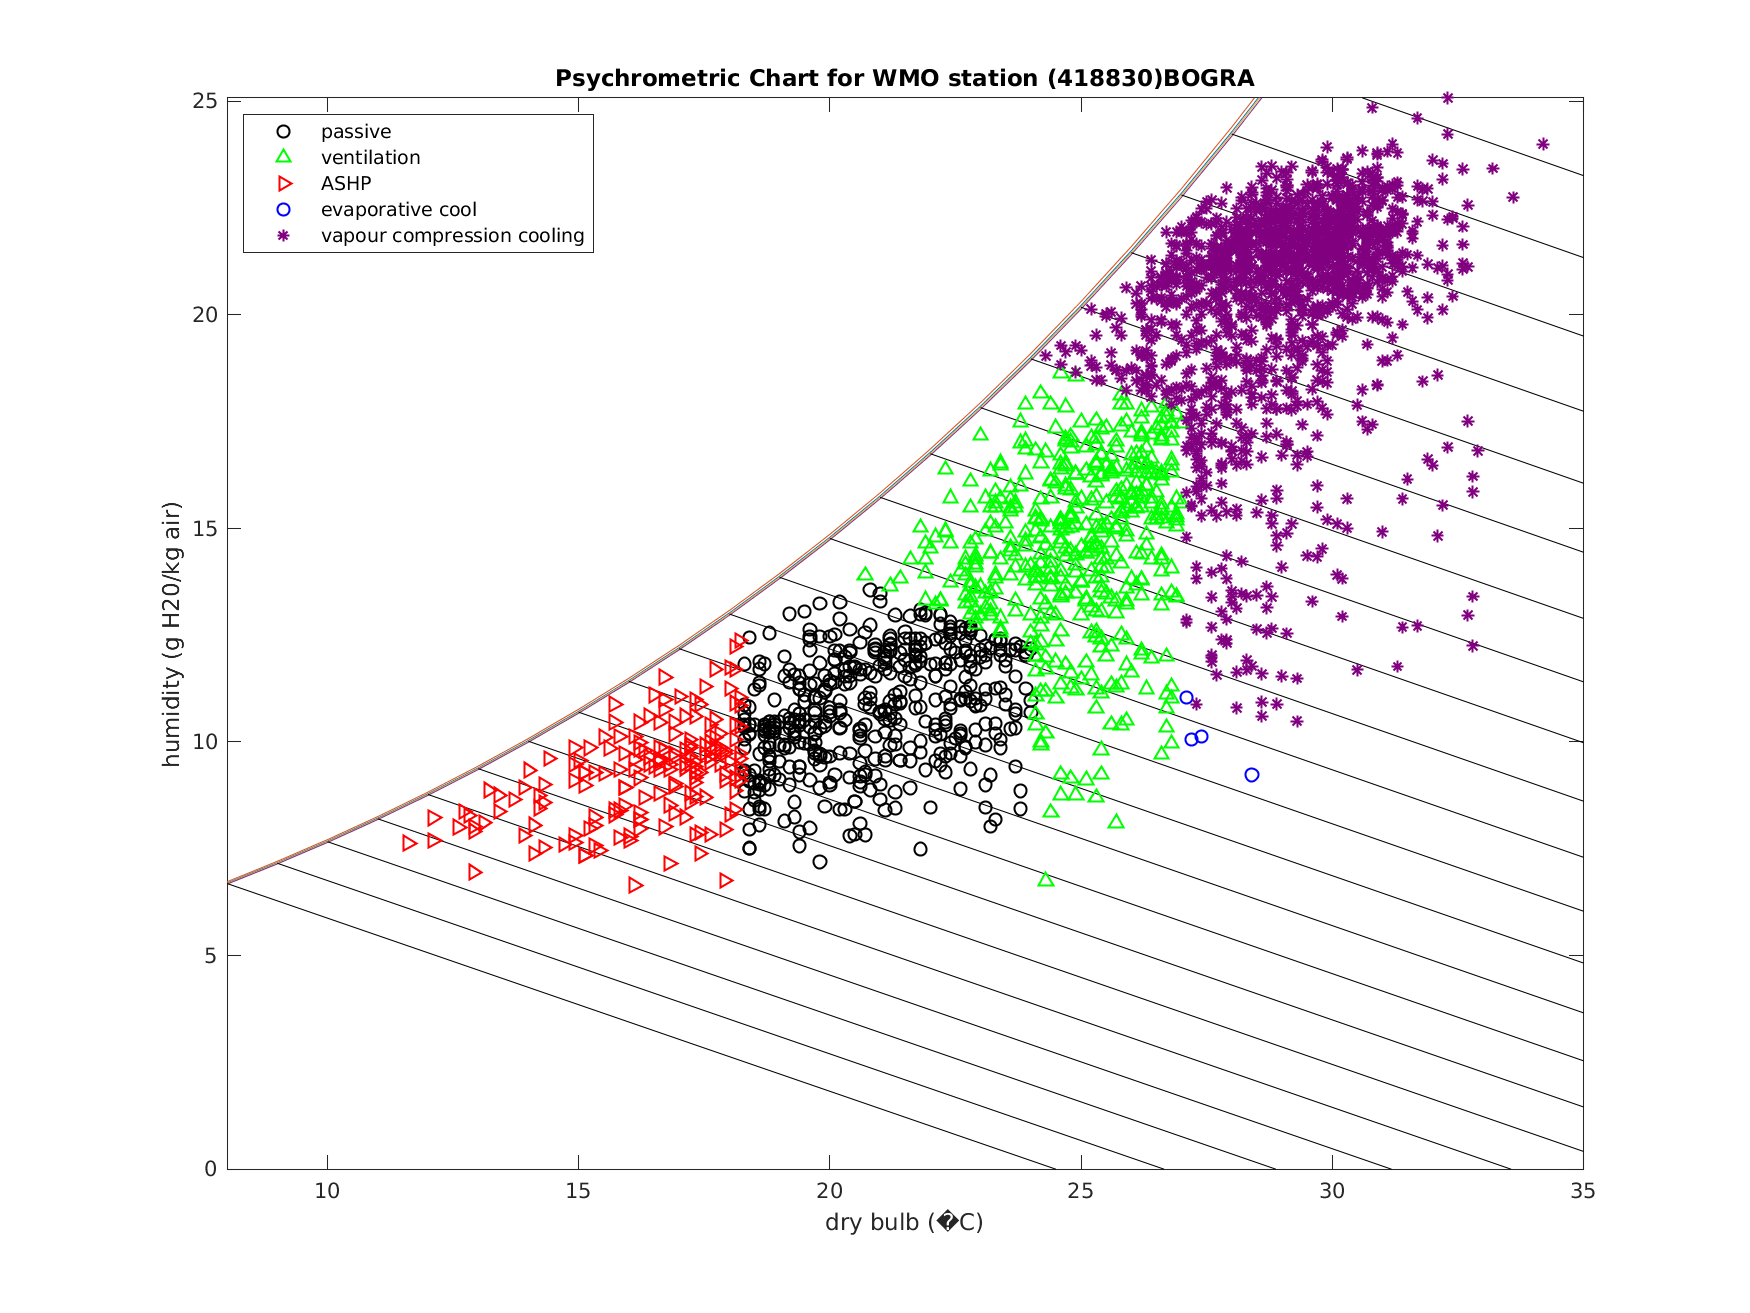 Psychrometric Chart for WMO station (418830)BOGRA
25
20
15
10
5
0
humidity (g H20/kg air)
passive
ventilation
ASHP
evaporative cool
vapour compression cooling
10
15
20
25
30
35
dry bulb (�C)